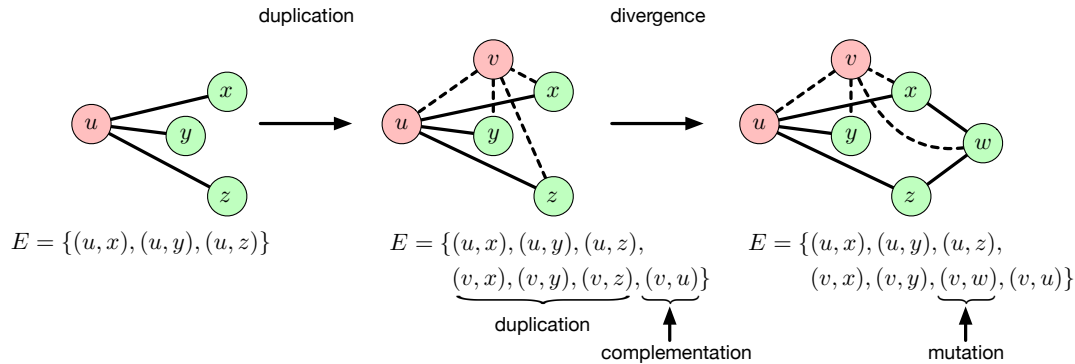 duplication
divergence
u
x
y
z
v
u
x
y
z
v
u
x
y
w
z
E = {(u, x), (u, y), (u, z)}
E = {(u, x), (u, y), (u, z),
(v, x), (v, y), (v, z), (v, u)}
duplication
complementation
E = {(u, x), (u, y), (u, z),
(v, x), (v, y), (v, w), (v, u)}
mutation